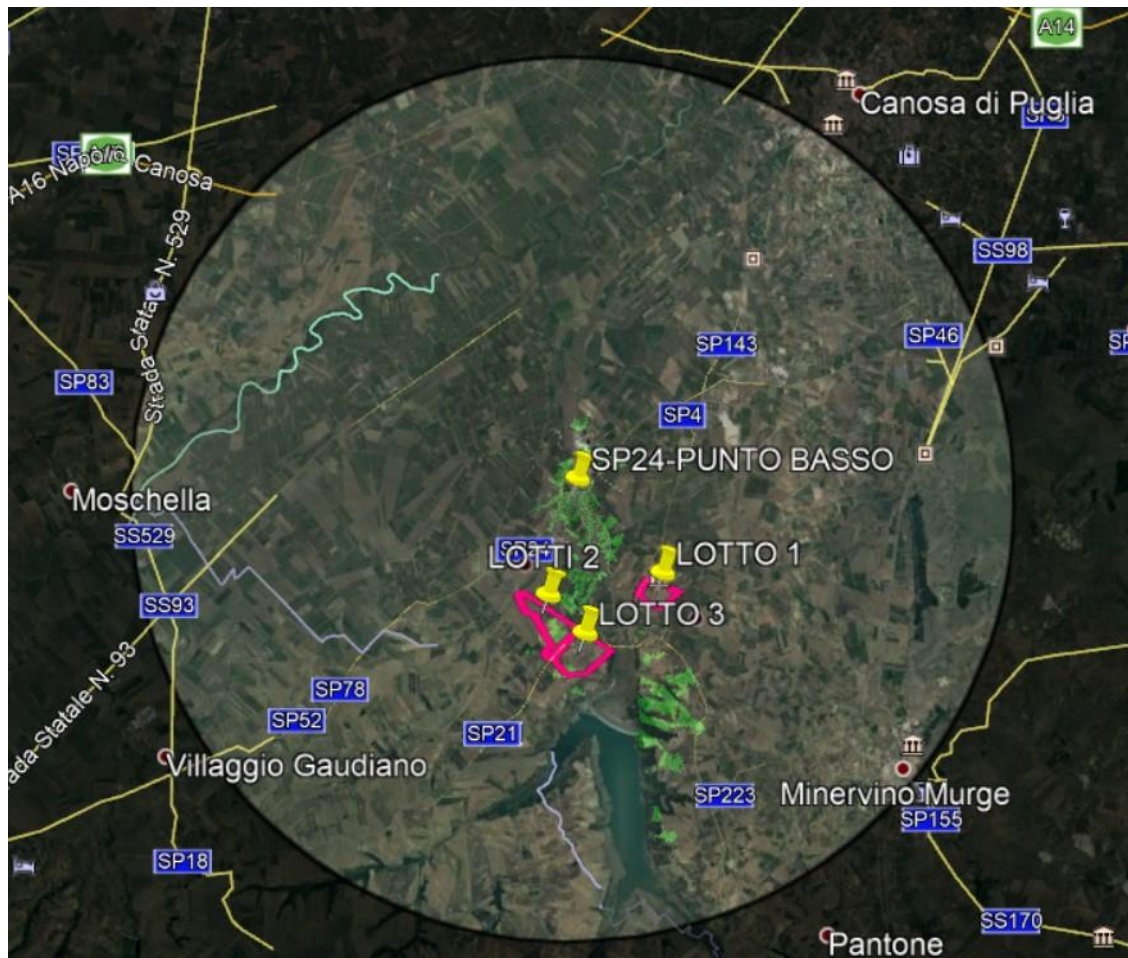 A14
Canosa di Puglia
A16 Napoli Canosa
Strada Statale N. 529
SS98
SP143
SP46
SP83
SP4
SP24-PUNTO BASSO
Moschella
SS529
LOTTI 2
LOTTO 1
SS93
LOTTO 3
Strada Statale N. 93
SP78
SP52
SP21
Villaggio Gaudiano
SP223
Minervino Murge
SP155
SP18
SS170
Pantone